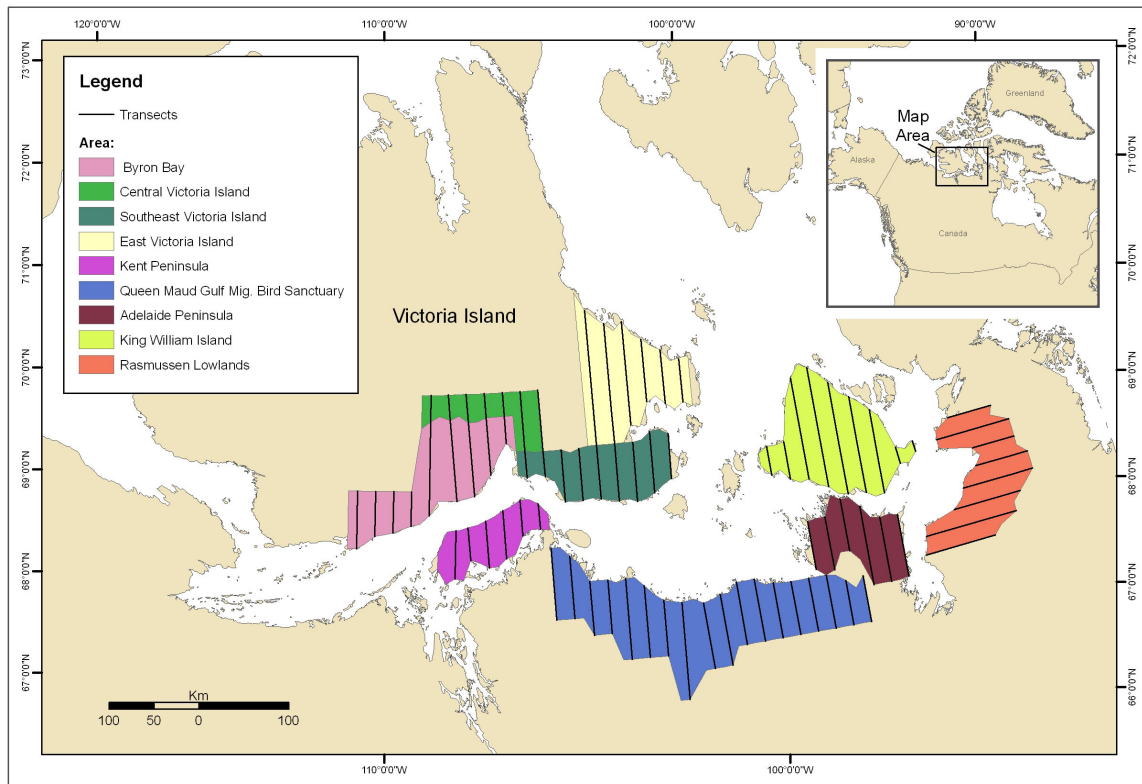 120°0'0"W
110°0'0"W
100°0'0"W
90°0'0"W
73°0'0"N
72°0'0"N
71°0'0"N
70°0'0"N
69°0'0"N
68°0'0"N
67°0'0"N
72°0'0"N
71°0'0"N
70°0'0"N
69°0'0"N
68°0'0"N
67°0'0"N
66°0'0"N
Legend
Transects
Area:
Byron Bay
Central Victoria Island
Southeast Victoria Island
East Victoria Island
Kent Peninsula
Queen Maud Gulf Mig. Bird Sanctuary
Adelaide Peninsula
King William Island
Rasmussen Lowlands
Greenland
Map
Area
Alaska
Canada
Victoria Island
Km
100 50 0 100
110°0'0"W
100°0'0"W